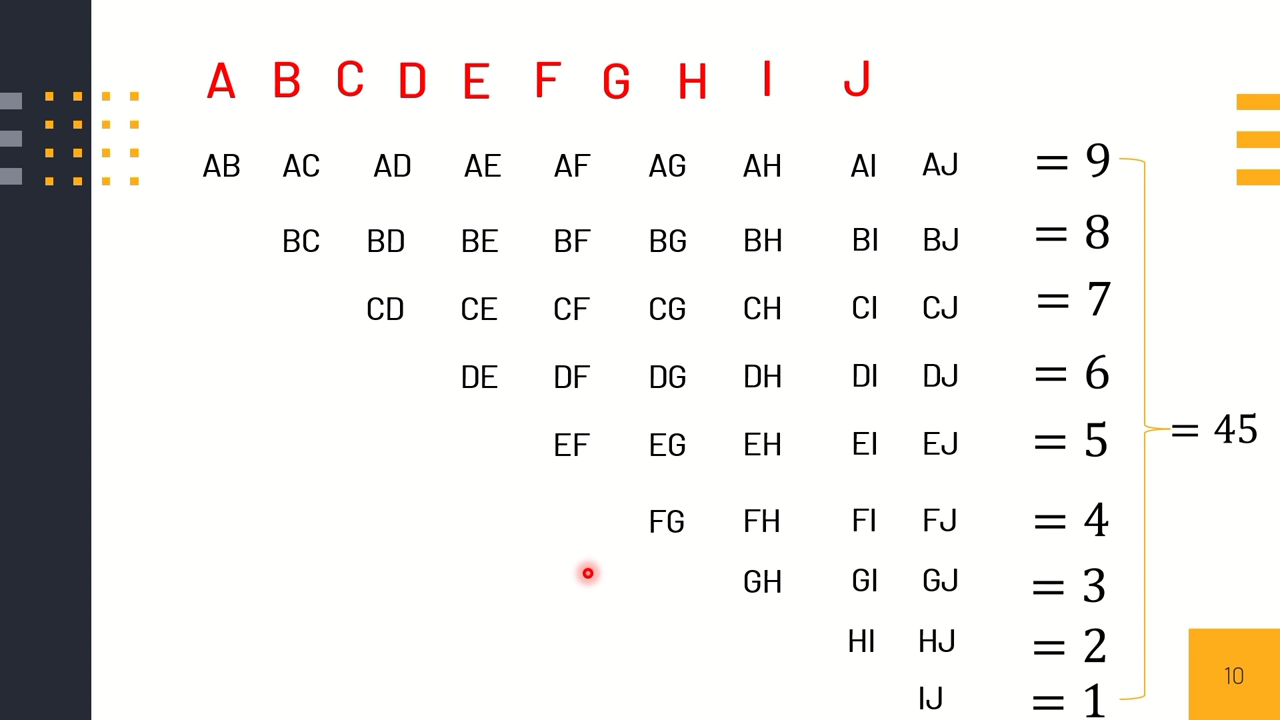 A B C D E F G H I J
AB AC AD AE AF AG AH AI AJ = 9
BC BD BE BF BG BH BI BJ = 8
CD CE CF CG CH CI CJ = 7
DE DF DG DH DI DJ = 6
EF EG EH EI EJ = 5
= 45
FG FH FI FJ = 4
GH GI GJ = 3
HI HJ = 2
IJ = 1
10